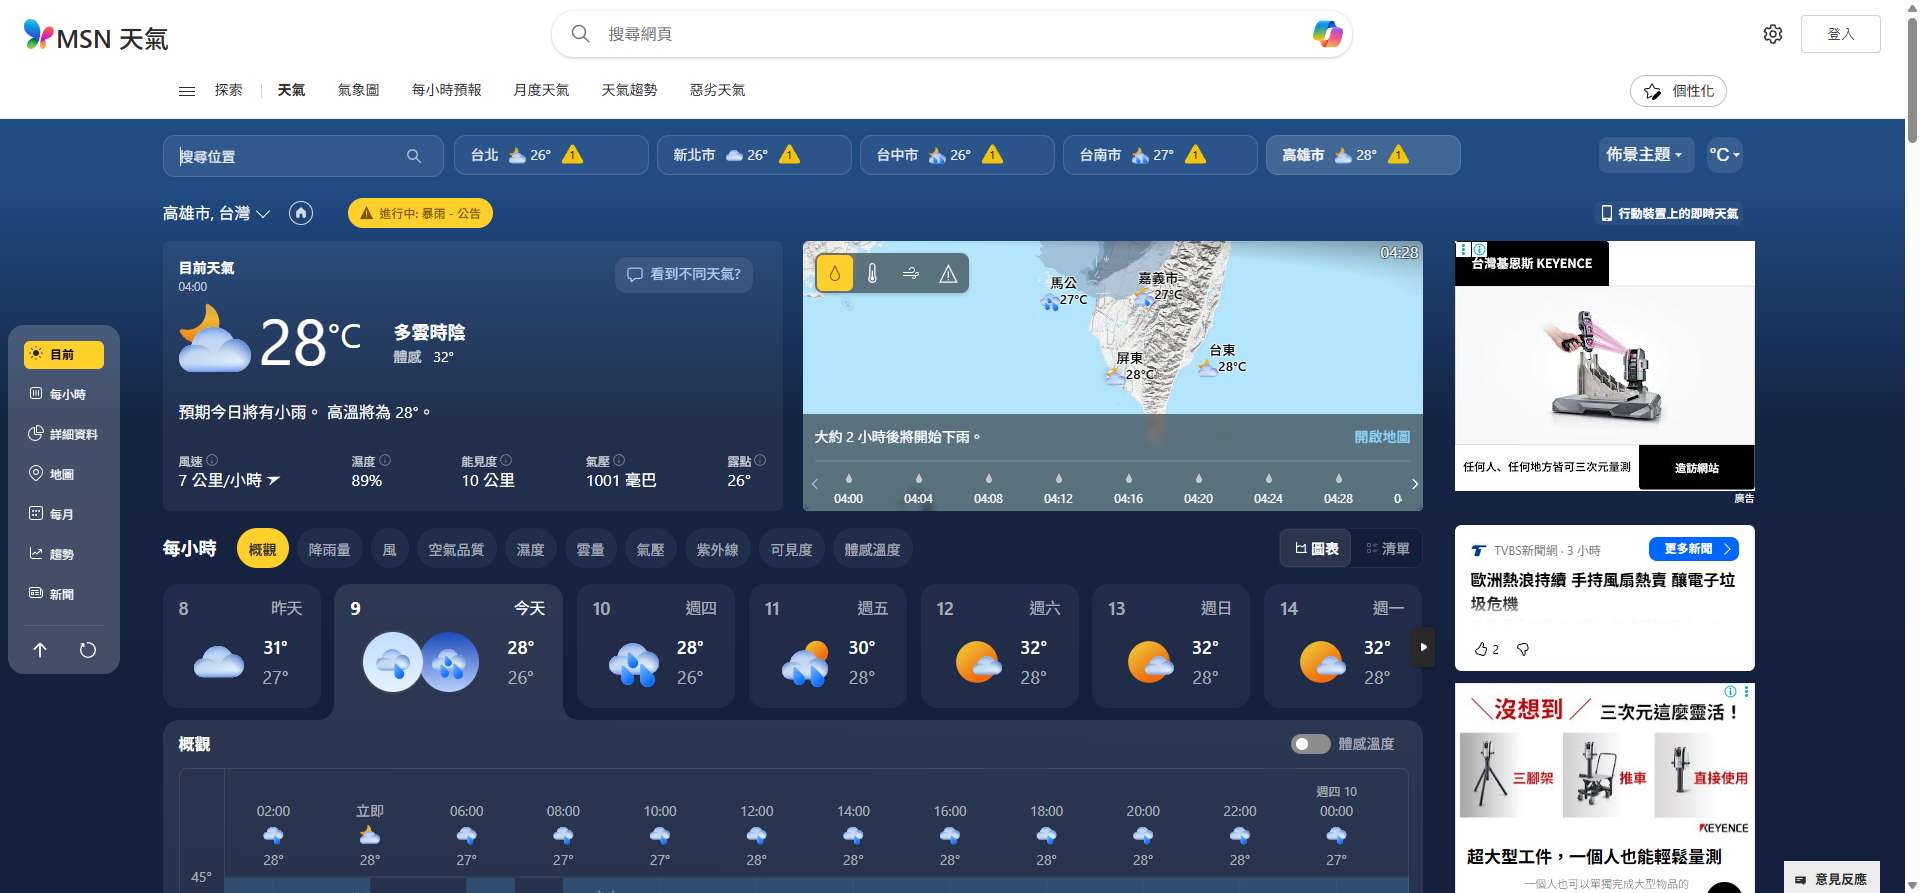 MSN 天氣
搜尋網頁
登入
探索
天氣
氣象圖
每小時預報
月度天氣
天氣趨勢
惡劣天氣
個性化
搜尋位置
台北 26° 1
新北市 26° 1
台中市 26° 1
台南市 27° 1
高雄市 28° 1
佈景主題
°C
高雄市, 台灣
進行中: 暴雨 - 公告
行動裝置上的即時天氣
目前
每小時
詳細資料
地圖
每月
趨勢
新聞
目前天氣
04:00
看到不同天氣?
28°C
多雲時陰
體感 32°
預期今日將有小雨。 高溫將為 28°。
風速
7 公里/小時
濕度
89%
能見度
10 公里
氣壓
1001 毫巴
露點
26°
04:28
馬公
27°C
嘉義市
27°C
屏東
28°C
台東
28°C
大約 2 小時後將開始下雨。
開啟地圖
04:00 04:04 04:08 04:12 04:16 04:20 04:24 04:28
台灣基恩斯 KEYENCE
任何人、任何地方皆可三次元量測
造訪網站
廣告
每小時
概觀
降雨量
風
空氣品質
濕度
雲量
氣壓
紫外線
可見度
體感溫度
圖表
清單
8 昨天
31°
27°
9 今天
28°
26°
10 週四
28°
26°
11 週五
30°
28°
12 週六
32°
28°
13 週日
32°
28°
14 週一
32°
28°
TVBS新聞網 · 3 小時
更多新聞
歐洲熱浪持續 手持風扇熱賣 釀電子垃
圾危機
2
概觀
體感溫度
週四 10
02:00 立即 06:00 08:00 10:00 12:00 14:00 16:00 18:00 20:00 22:00 00:00
28° 28° 27° 27° 27° 28° 28° 28° 28° 28° 28° 27°
45°
沒想到
三次元這麼靈活！
三腳架
推車
直接使用
KEYENCE
超大型工件，一個人也能輕鬆量測
一個人也可以單獨完成大型物品的
意見反應